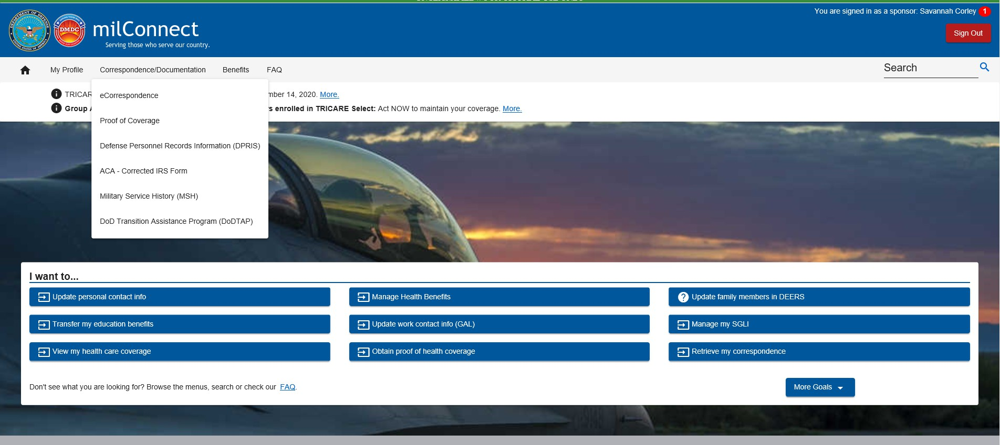 You are signed in as a sponsor: Savannah Corley 1
DMDC
milConnect
Serving those who serve our country.
Sign Out
My Profile Correspondence/Documentation Benefits FAQ
Search
eCorrespondence
Proof of Coverage
Defense Personnel Records Information (DPRIS)
ACA - Corrected IRS Form
Military Service History (MSH)
DoD Transition Assistance Program (DoDTAP)
14, 2020. More.
Group
enrolled in TRICARE Select: Act NOW to maintain your coverage. More.
I want to...
Update personal contact info
Manage Health Benefits
Update family members in DEERS
Transfer my education benefits
Update work contact info (GAL)
Manage my SGLI
View my health care coverage
Obtain proof of health coverage
Retrieve my correspondence
Don't see what you are looking for? Browse the menus, search or check our FAQ.
More Goals